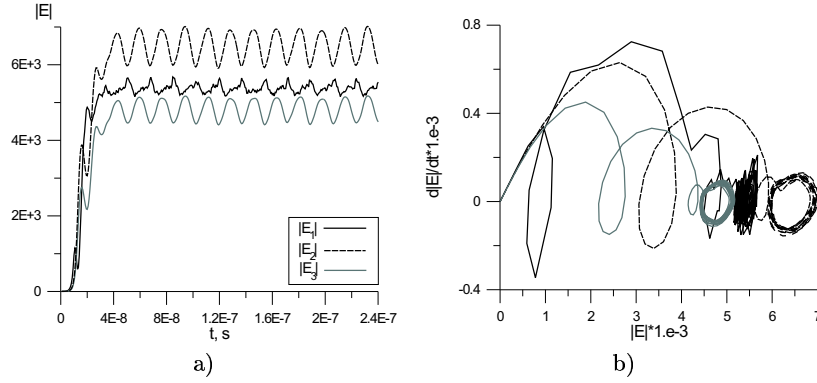 |E|
6E+3
4E+3
2E+3
0
|E1|
|E2|
|E3|
0 4E-8 8E-8 1.2E-7 1.6E-7 2E-7 2.4E-7
t, s
a)
d|E|/dt*1.e-3
0.8
0.4
0
-0.4
0 1 2 3 4 5 6 7
|E|*1.e-3
b)